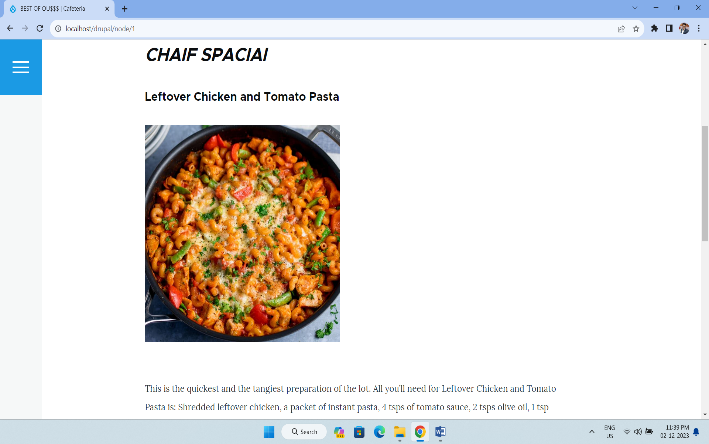 BEST OF OU$$$ | Cafeteria
localhost/drupal/node/1
CHAIF SPACIAI
Leftover Chicken and Tomato Pasta
This is the quickest and the tangiest preparation of the lot. All you'll need for Leftover Chicken and Tomato
Pasta is: Shredded leftover chicken, a packet of instant pasta, 4 tsps of tomato sauce, 2 tsps olive oil, 1 tsp
Search
ENG
US
11:39 PM
02-12-2023